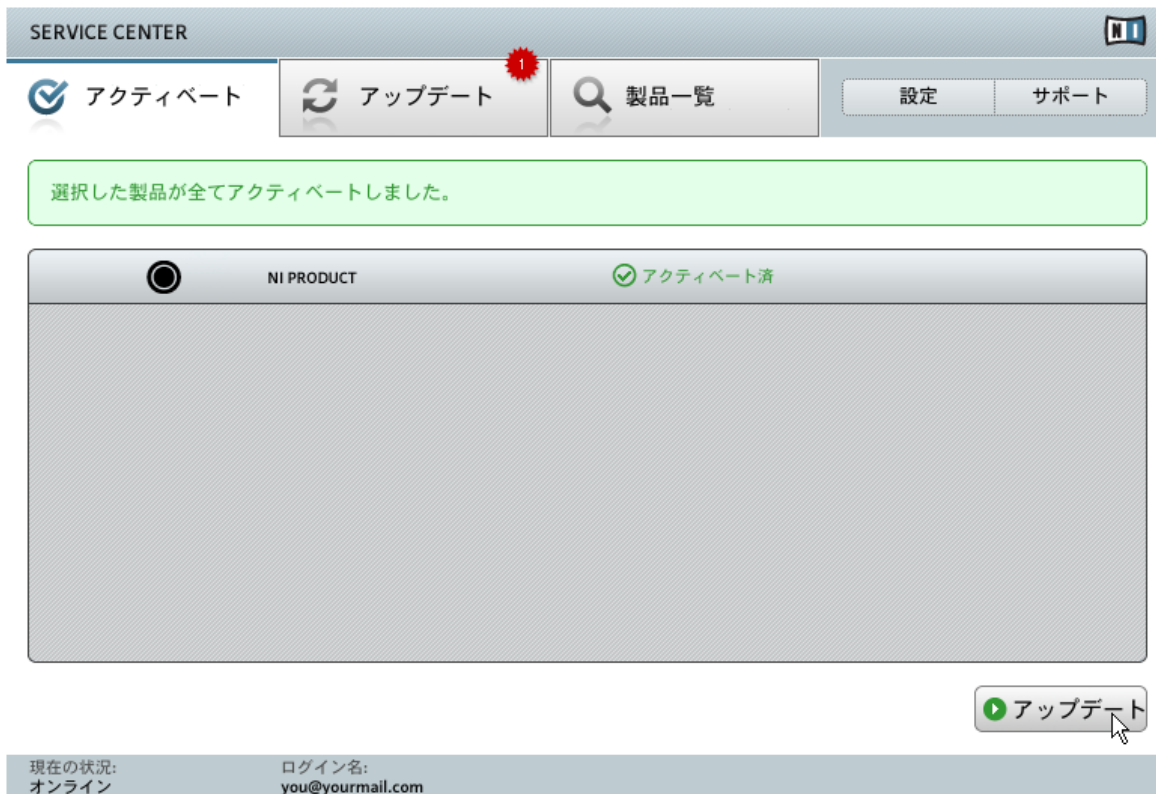 SERVICE CENTER
NI
アクティベート
アップデート
1
製品一覧
設定
サポート
選択した製品が全てアクティベートしました。
NI PRODUCT
アクティベート済
アップデート
現在の状況:
オンライン
ログイン名:
you@yourmail.com